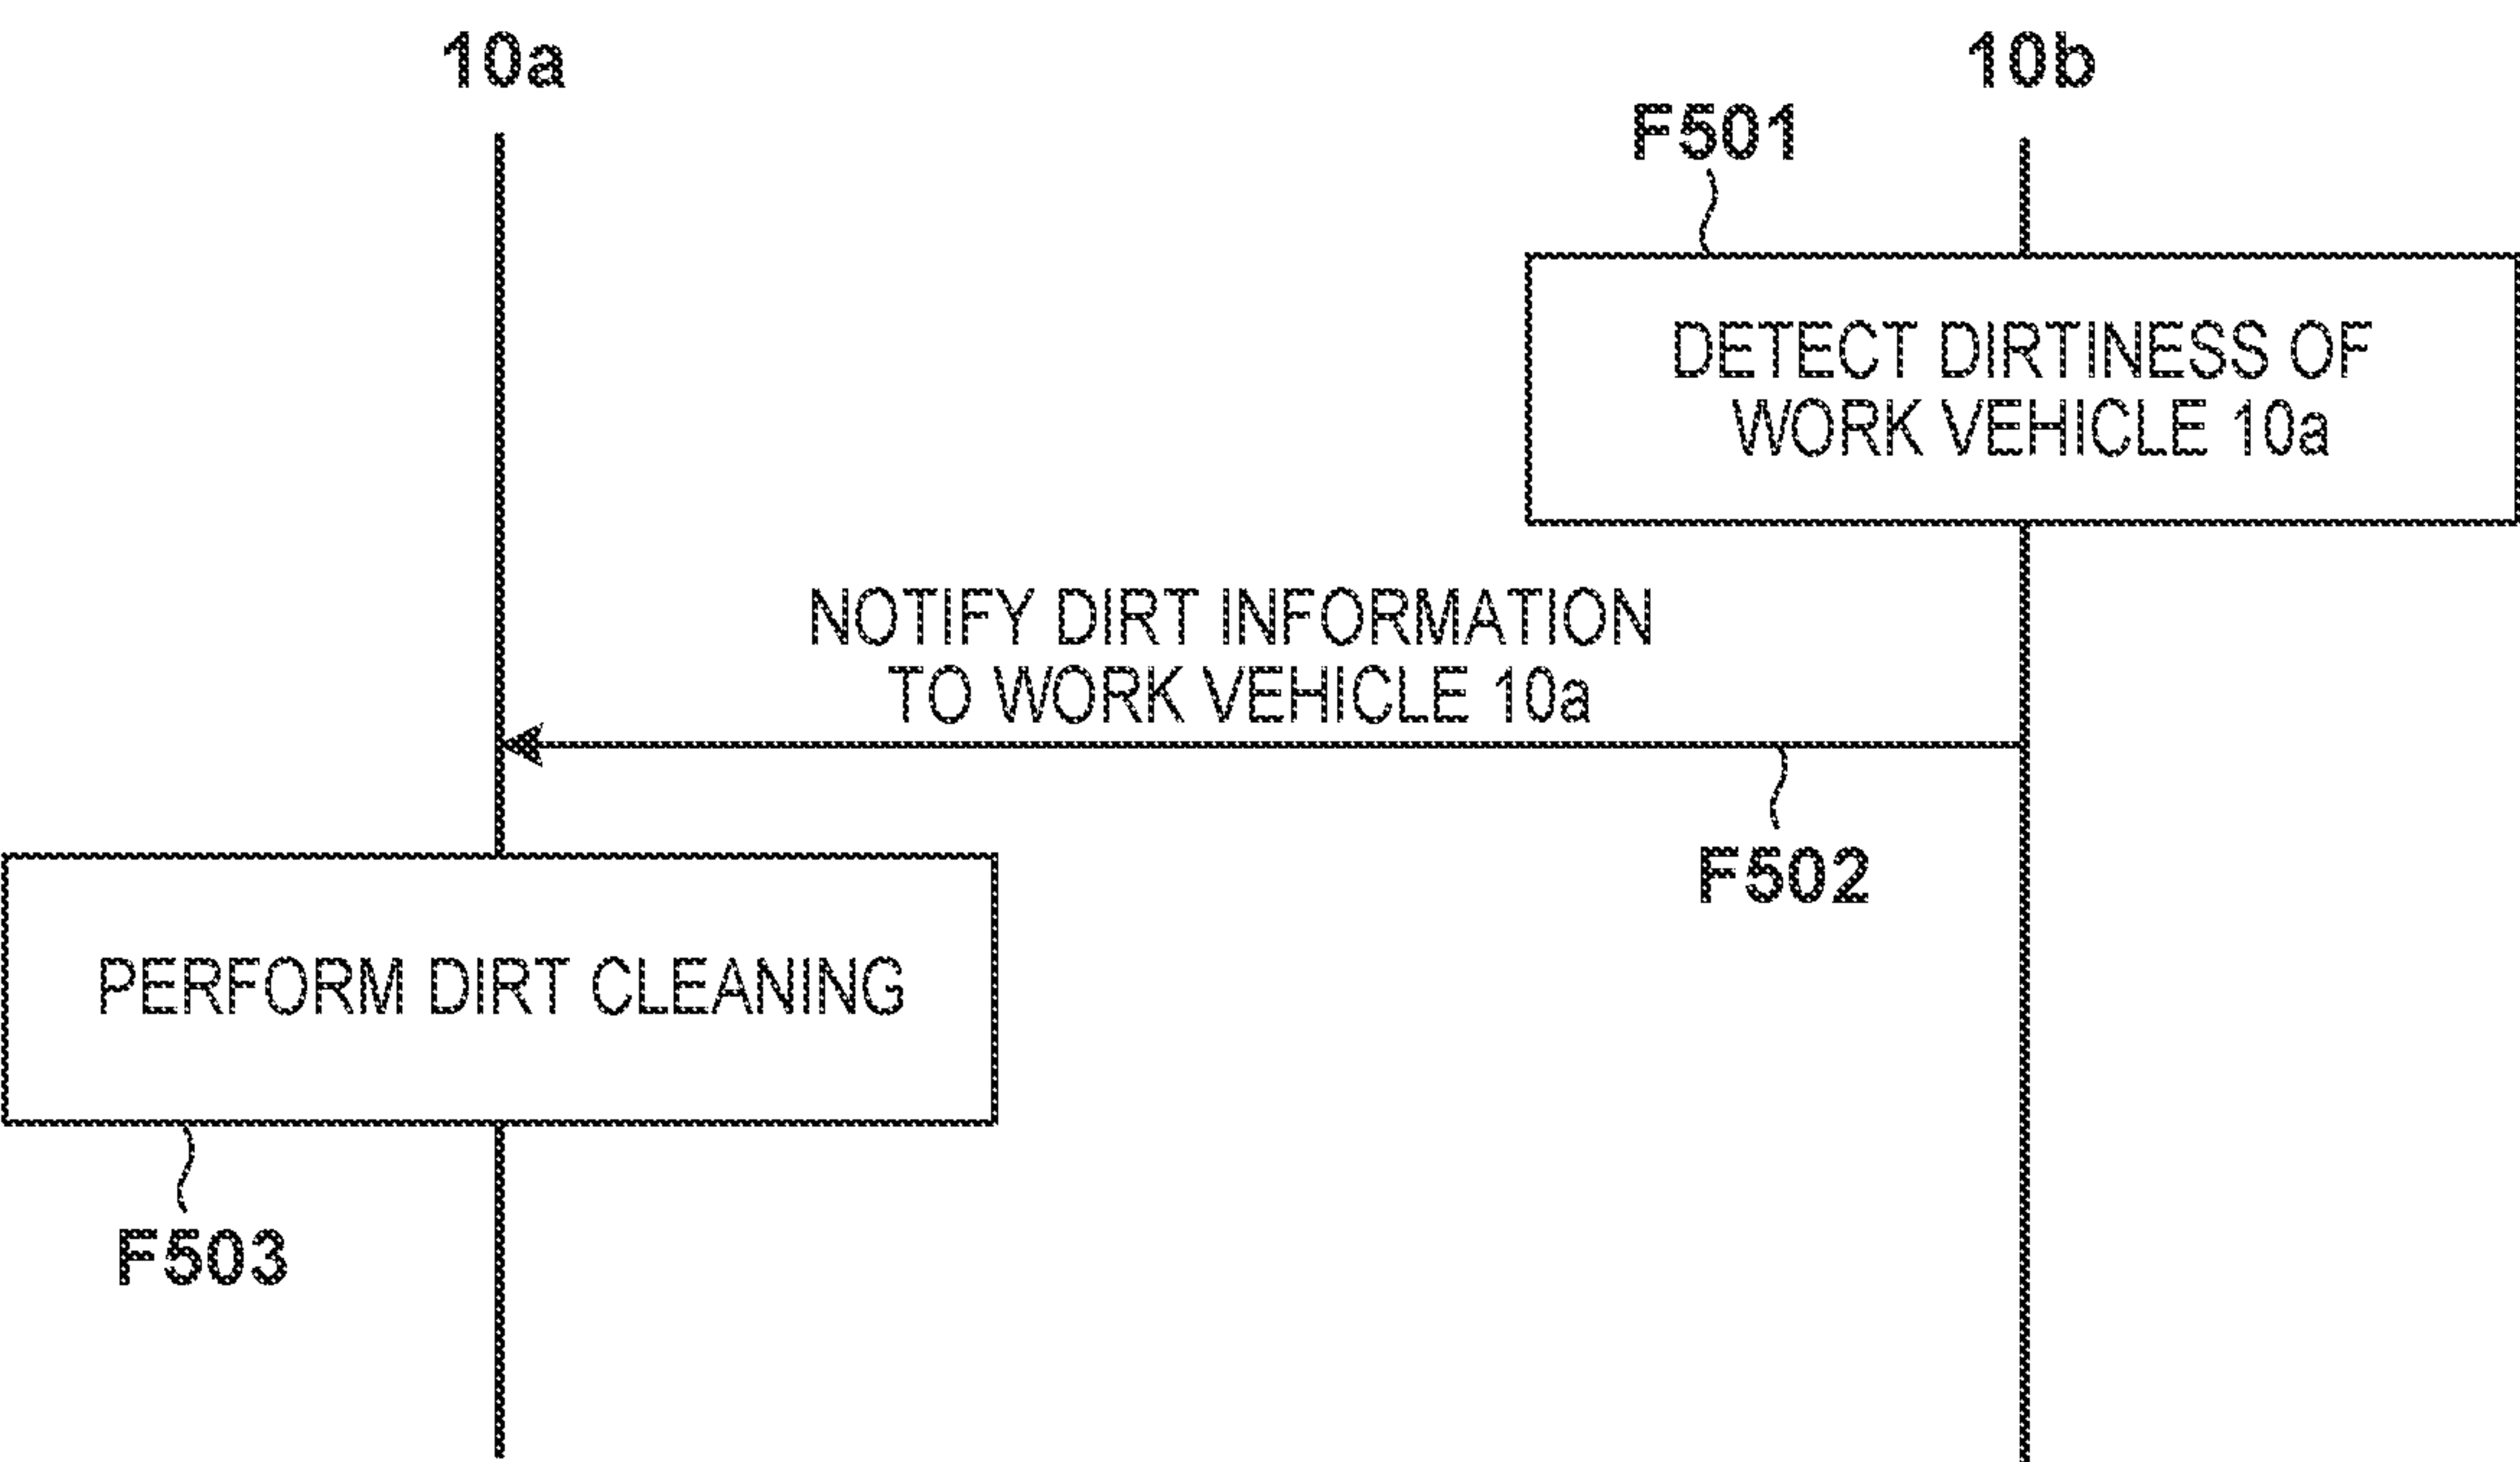 10a
10b
F501
DETECT DIRTINESS OF
WORK VEHICLE 10a
NOTIFY DIRT INFORMATION
TO WORK VEHICLE 10a
F502
PERFORM DIRT CLEANING
F503